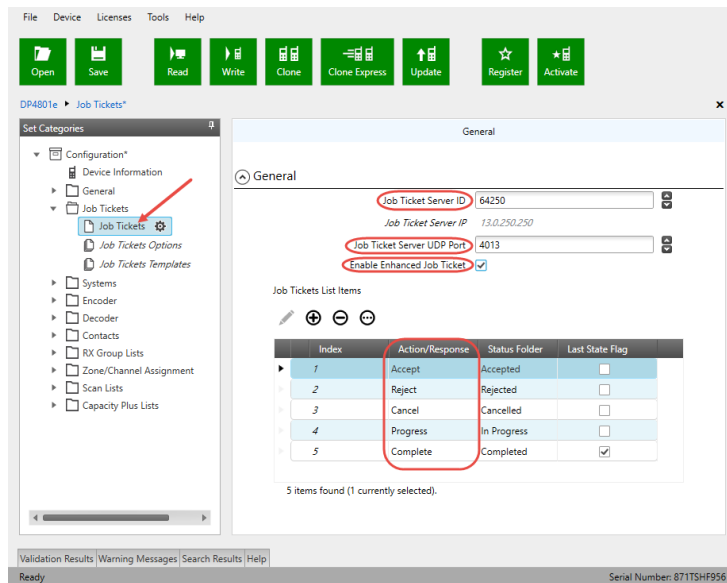 File Device Licenses Tools Help
Open Save Read Write Clone Clone Express Update Register Activate
DP4801e Job Tickets*
Set Categories
Configuration*
Device Information
General
Job Tickets
Job Tickets
Job Tickets Options
Job Tickets Templates
Systems
Encoder
Decoder
Contacts
RX Group Lists
Zone/Channel Assignment
Scan Lists
Capacity Plus Lists
General
General
Job Ticket Server ID 64250
Job Ticket Server IP 13.0.250.250
Job Ticket Server UDP Port 4013
Enable Enhanced Job Ticket
Job Tickets List Items
Index Action/Response Status Folder Last State Flag
1 Accept Accepted
2 Reject Rejected
3 Cancel Cancelled
4 Progress In Progress
5 Complete Completed
5 items found (1 currently selected).
Validation Results Warning Messages Search Results Help
Ready Serial Number: 871TSHF956